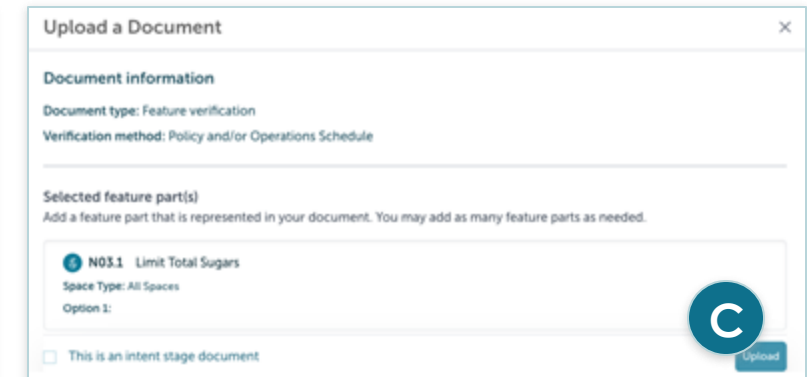 Upload a Document ×
Document information
Document type: Feature verification
Verification method: Policy and/or Operations Schedule
Selected feature part(s)
Add a feature part that is represented in your document. You may add as many feature parts as needed.
N03.1 Limit Total Sugars
Space Type: All Spaces
Option 1:
C
This is an intent stage document
Upload